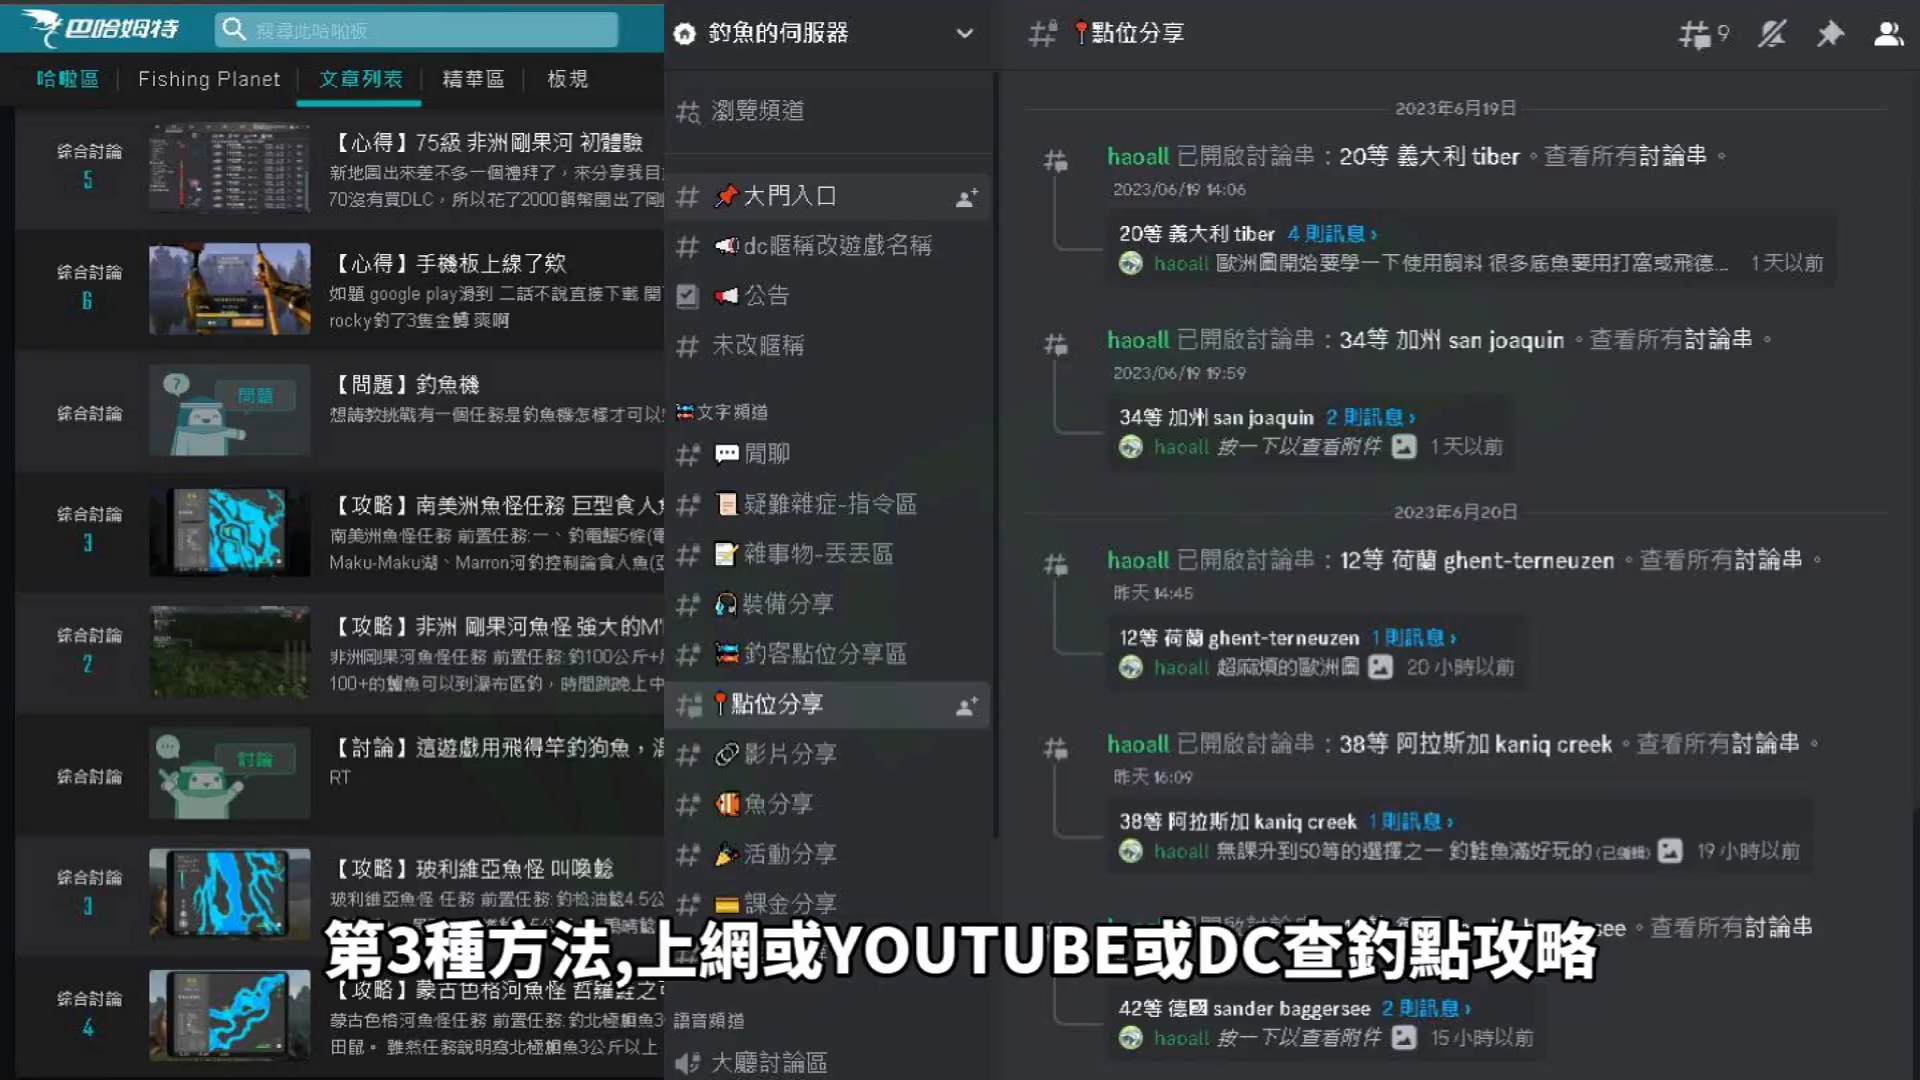 巴哈姆特
搜尋此哈啦板
哈啦區
Fishing Planet
文章列表
精華區
板規
綜合討論
5
【心得】75級 非洲剛果河 初體驗
新地圖出來差不多一個禮拜了，來分享我目
70沒有買DLC，所以花了2000餌幣開出了剛
綜合討論
6
【心得】手機板上線了欸
如題 google play滑到 二話不說直接下載 開
rocky釣了3隻金鱒 爽啊
綜合討論
問題
【問題】釣魚機
想請教挑戰有一個任務是釣魚機怎樣才可以
綜合討論
3
【攻略】南美洲魚怪任務 巨型食人
南美洲魚怪任務 前置任務:一、釣電鰻5條(電
Maku-Maku湖、Marron河釣控制論食人魚(亞
綜合討論
2
【攻略】非洲 剛果河魚怪 強大的M'
非洲剛果河魚怪任務 前置任務:釣100公斤+
100+的鱷魚可以到瀑布區釣，時間跳晚上中
綜合討論
討論
【討論】這遊戲用飛得竿釣狗魚，
RT
綜合討論
3
【攻略】玻利維亞魚怪 叫喚鯰
玻利維亞魚怪 任務 前置任務:釣松油鯰4.5公
綜合討論
4
【攻略】蒙古色格河魚怪 哲羅鮭之
蒙古色格河魚怪任務 前置任務:釣北極鮰魚3
田鼠。 雖然任務說明寫北極鮰魚3公斤以上
釣魚的伺服器
瀏覽頻道
大門入口
dc暱稱改遊戲名稱
公告
未改暱稱
文字頻道
閒聊
疑難雜症-指令區
雜事物-丟丟區
裝備分享
釣客點位分享區
點位分享
影片分享
魚分享
活動分享
課金分享
語音頻道
大廳討論區
點位分享
9
2023年6月19日
haoall 已開啟討論串：20等 義大利 tiber。查看所有討論串。
2023/06/19 14:06
20等 義大利 tiber 4 則訊息 ›
haoall 歐洲圖開始要學一下使用飼料 很多底魚要用打窩或飛德... 1 天以前
haoall 已開啟討論串：34等 加州 san joaquin。查看所有討論串。
2023/06/19 19:59
34等 加州 san joaquin 2 則訊息 ›
haoall 按一下以查看附件 1 天以前
2023年6月20日
haoall 已開啟討論串：12等 荷蘭 ghent-terneuzen。查看所有討論串。
昨天 14:45
12等 荷蘭 ghent-terneuzen 1 則訊息 ›
haoall 超麻煩的歐洲圖 20 小時以前
haoall 已開啟討論串：38等 阿拉斯加 kaniq creek。查看所有討論串。
昨天 16:09
38等 阿拉斯加 kaniq creek 1 則訊息 ›
haoall 無課升到50等的選擇之一 釣鮭魚滿好玩的 (已編輯) 19 小時以前
see。查看所有討論串
42等 德國 sander baggersee 2 則訊息 ›
haoall 按一下以查看附件 15 小時以前
第3種方法,上網或YOUTUBE或DC查釣點攻略